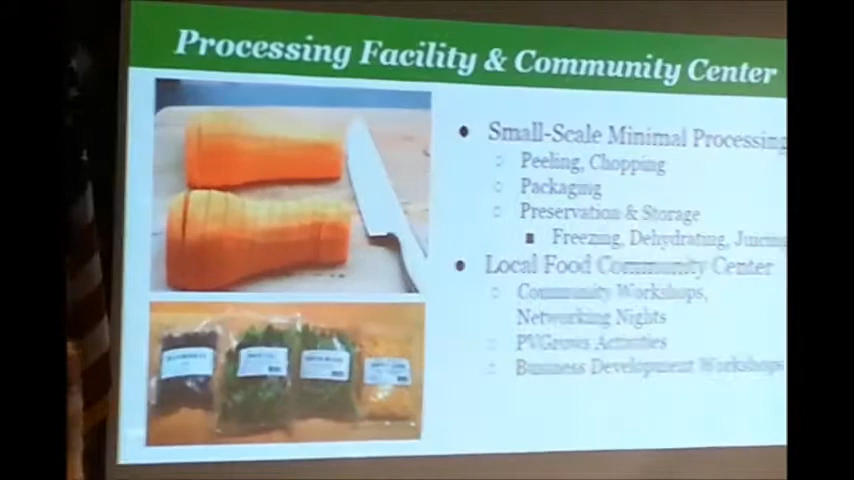 Processing Facility & Community Center
Small-Scale Minimal Processing
Peeling, Chopping
Packaging
Preservation & Storage
Freezing, Dehydrating, Juicing
Local Food Community Center
Community Workshops,
Networking Nights
PVGrows Activities
Business Development Workshops